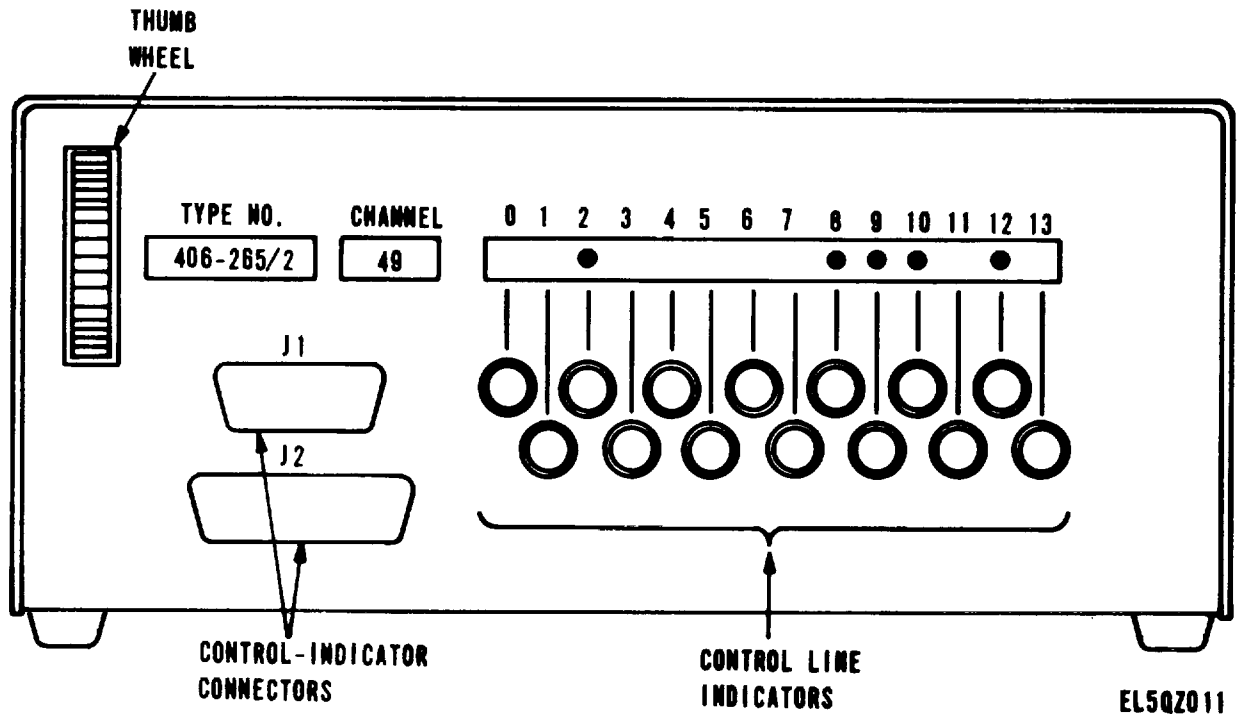 THUMB
WHEEL
TYPE NO.
CHANNEL
406-265/2
49
0 1 2 3 4 5 6 7 8 9 10 11 12 13
J1
J2
CONTROL-INDICATOR
CONNECTORS
CONTROL LINE
INDICATORS
EL5QZ011